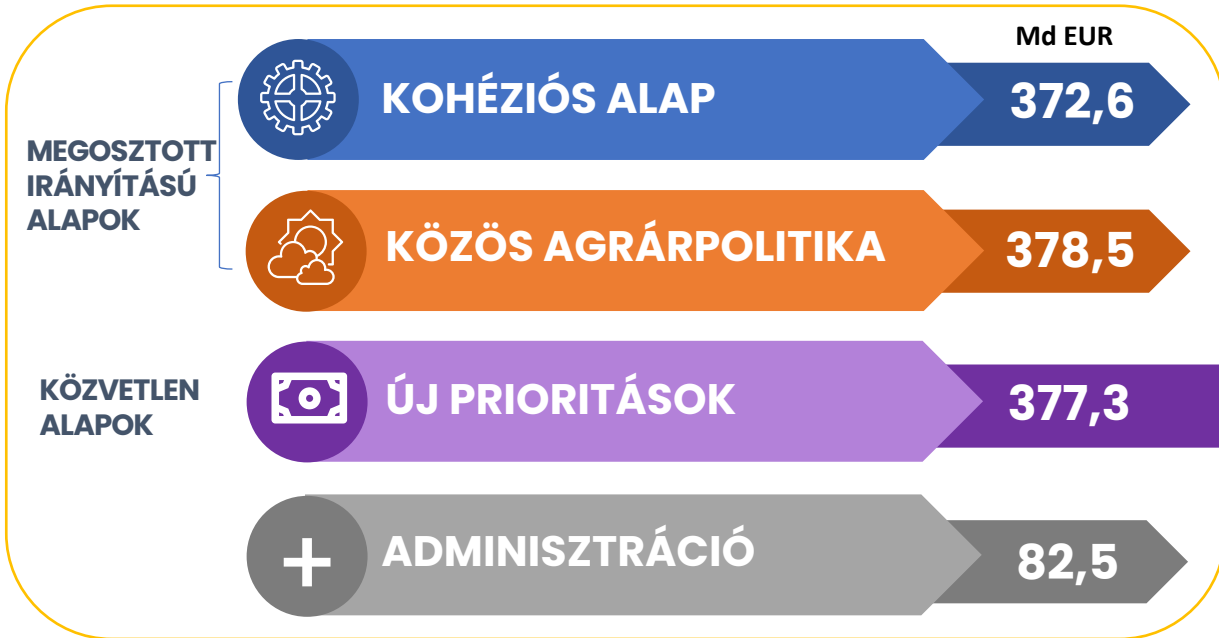 Md EUR
KOHÉZIÓS ALAP
372,6
MEGOSZTOTT
IRÁNYÍTÁSÚ
ALAPOK
KÖZÖS AGRÁRPOLITIKA
378,5
KÖZVETLEN
ALAPOK
ÚJ PRIORITÁSOK
377,3
ADMINISZTRÁCIÓ
82,5